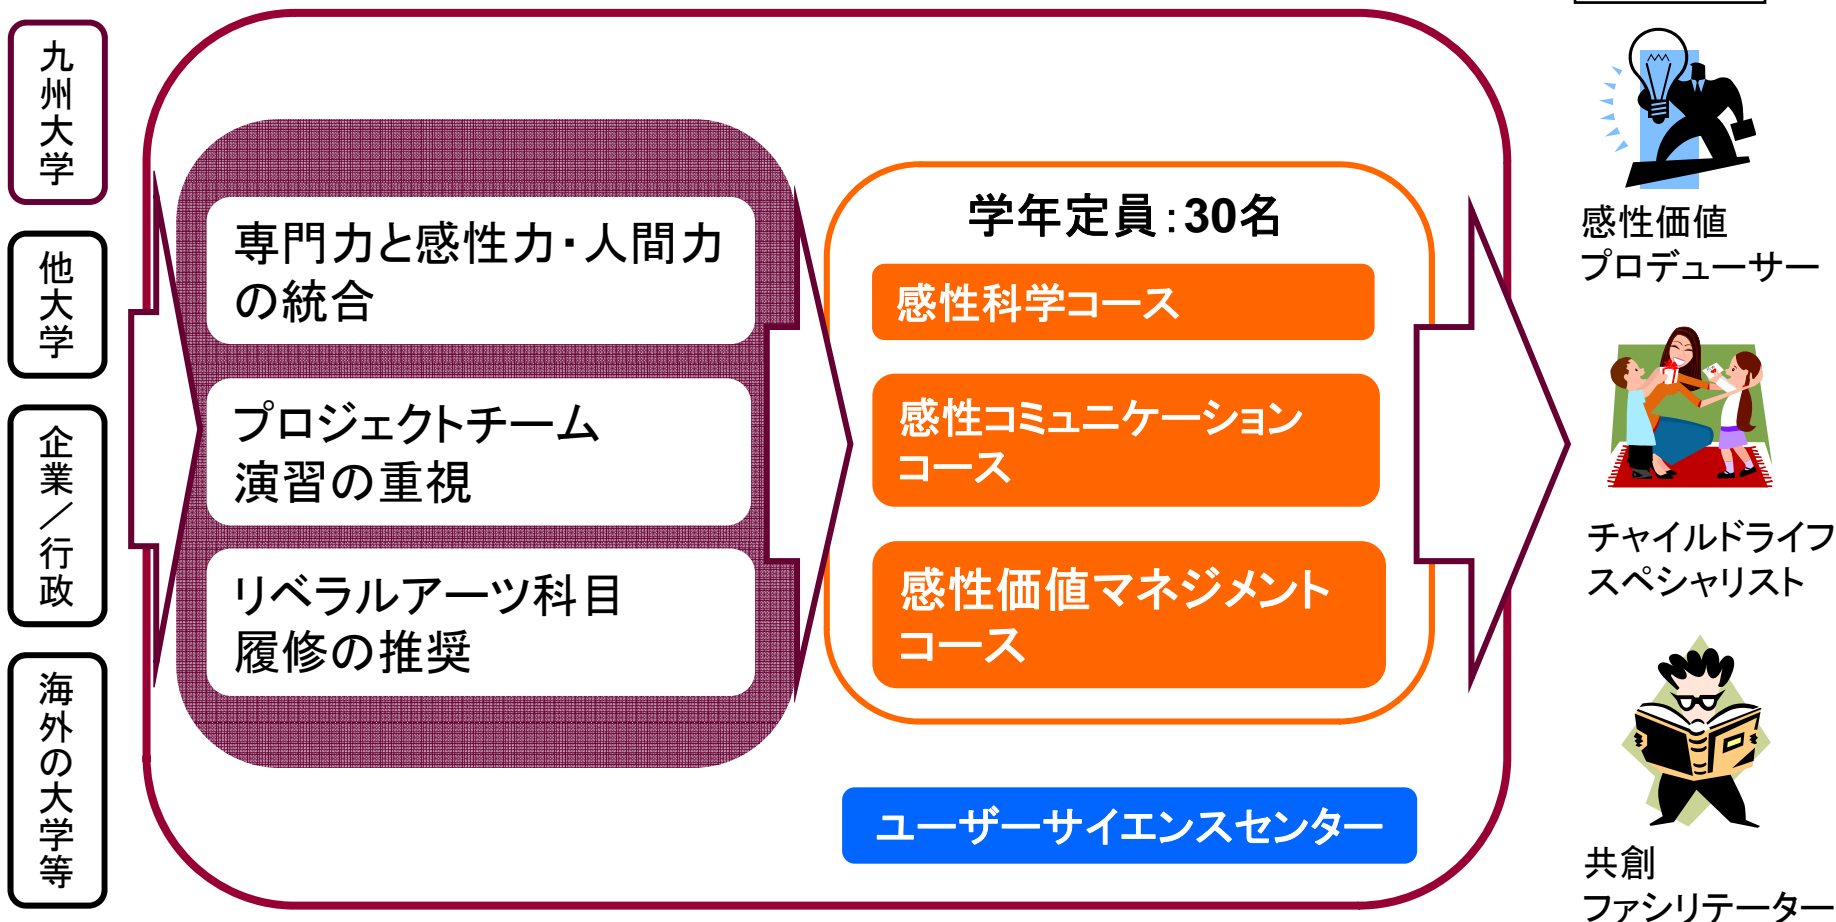 九州大学
他大学
企業／行政
海外の大学等
専門力と感性力・人間力
の統合
プロジェクトチーム
演習の重視
リベラルアーツ科目
履修の推奨
学年定員：30名
感性科学コース
感性コミュニケーション
コース
感性価値マネジメント
コース
ユーザーサイエンスセンター
感性価値
プロデューサー
チャイルドライフ
スペシャリスト
共創
ファシリテーター